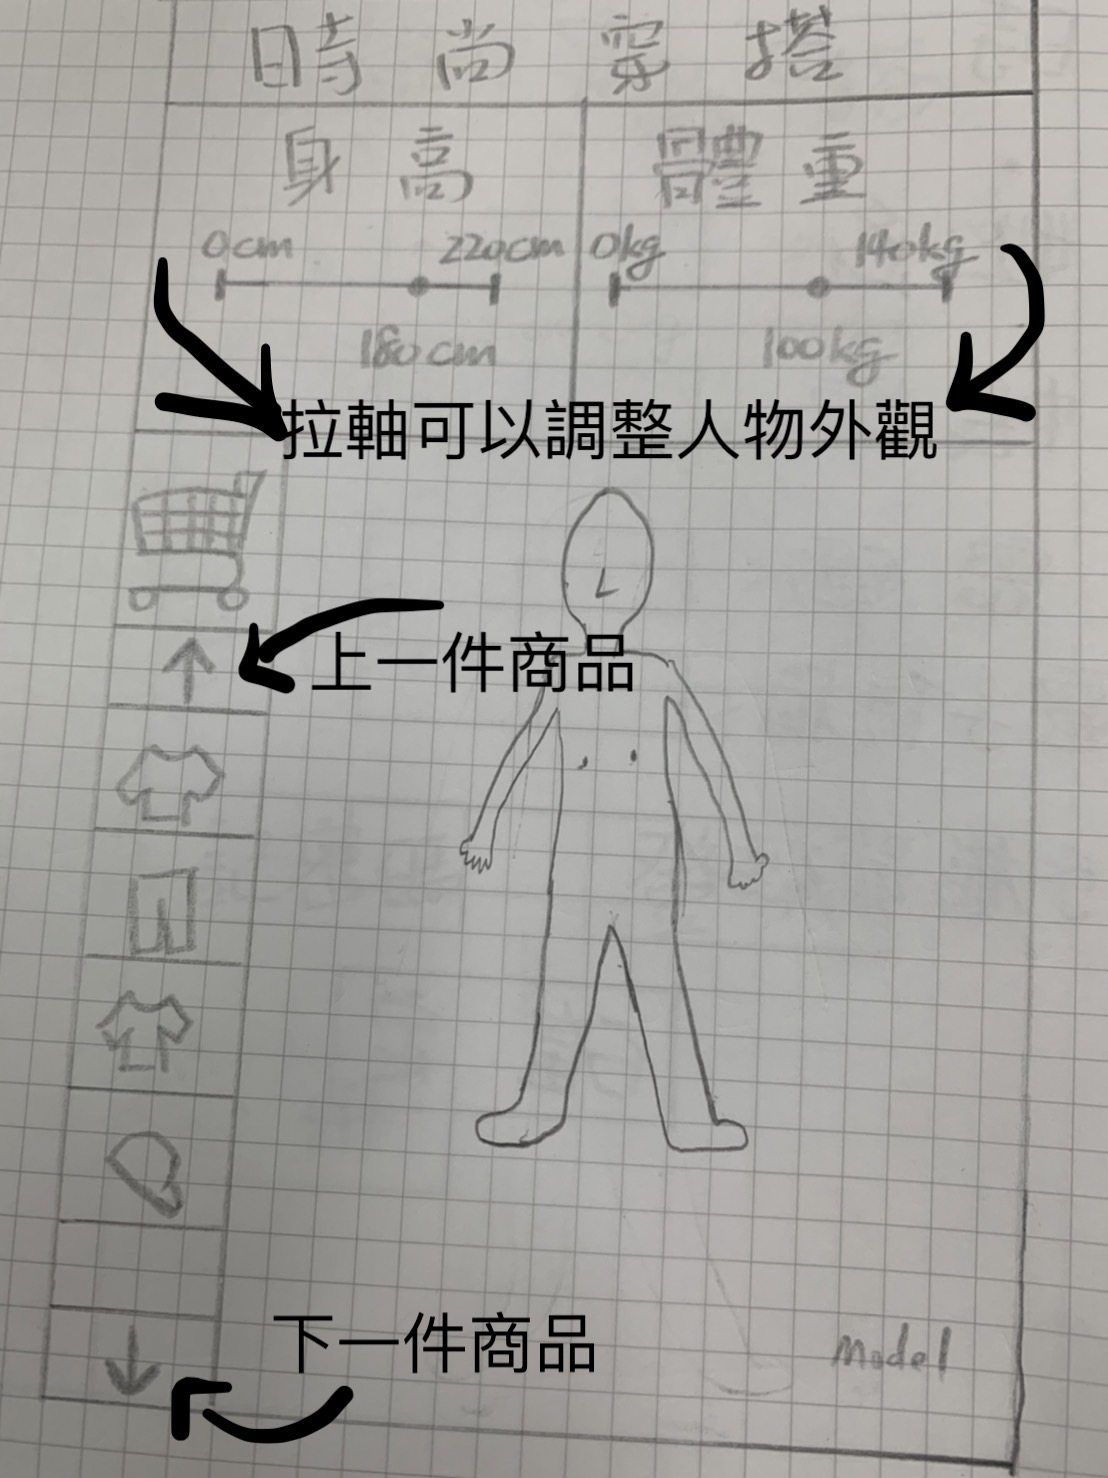 時尚穿搭
身高 體重
0cm 220cm 0kg 140kg
180cm 100kg
拉軸可以調整人物外觀
上一件商品
下一件商品
Model